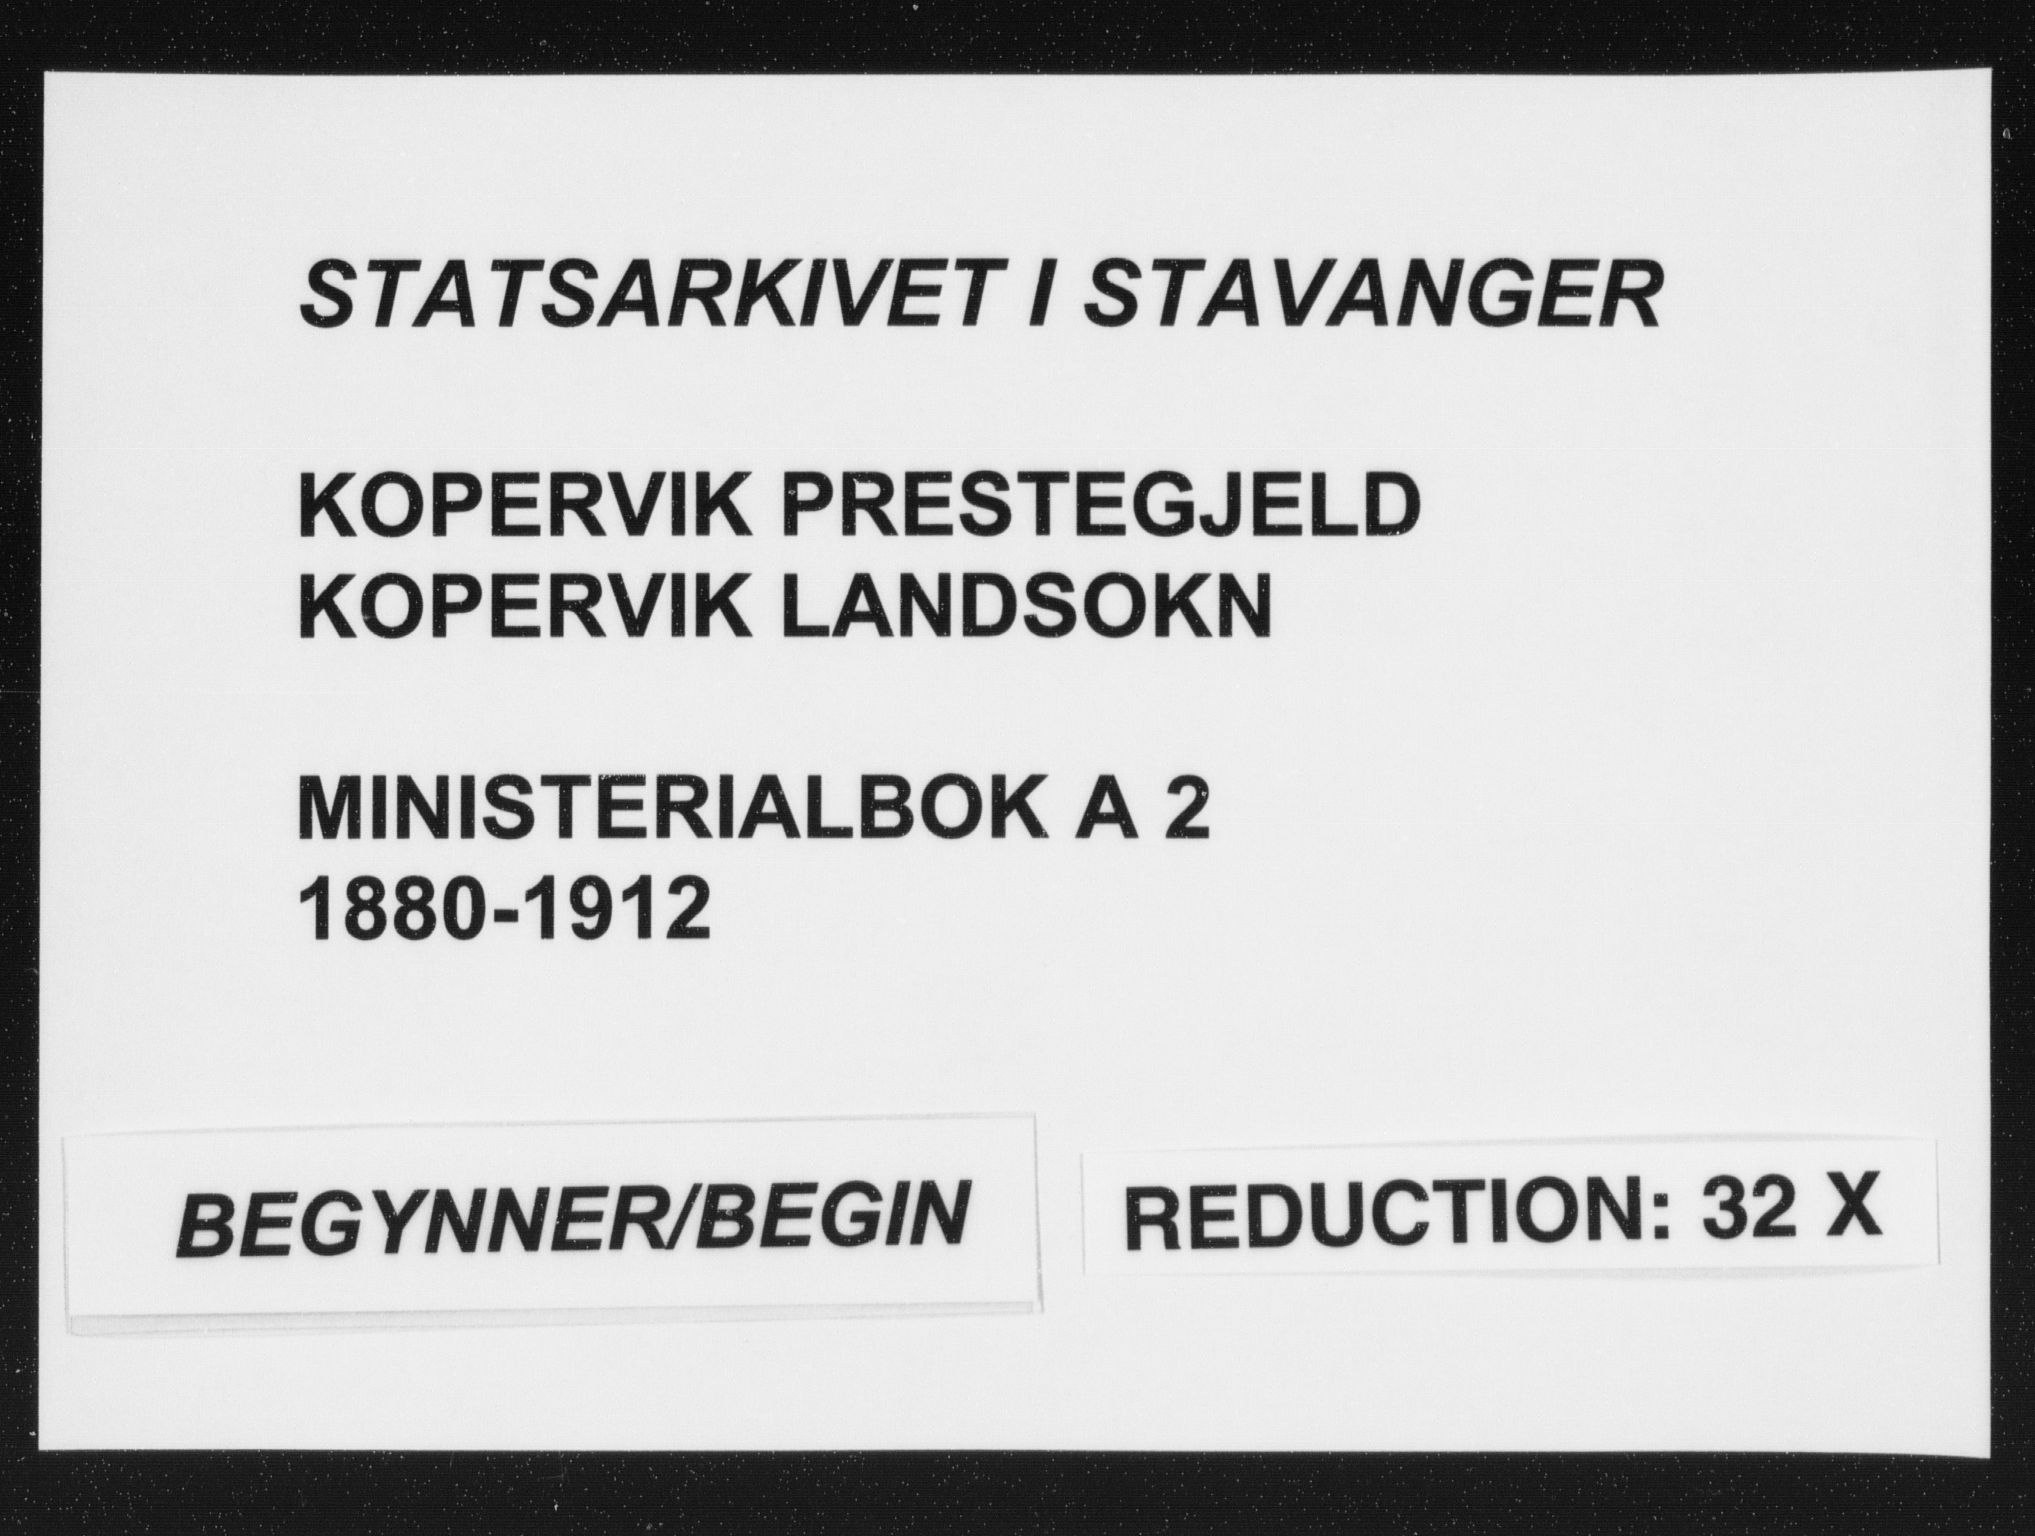 STATSARKIVET I STAVANGER
KOPERVIK PRESTEGJELD
KOPERVIK LANDSOKN
MINISTERIALBOK A 2
1880-1912
BEGYNNER/BEGIN
REDUCTION: 32 X